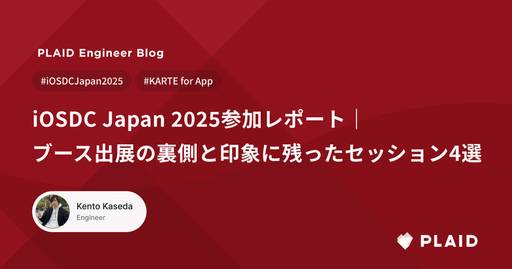 PLAID Engineer Blog
#iOSDCJapan2025 #KARTE for App
iOSDC Japan 2025参加レポート｜
ブース出展の裏側と印象に残ったセッション4選
Kento Kaseda
Engineer
PLAID